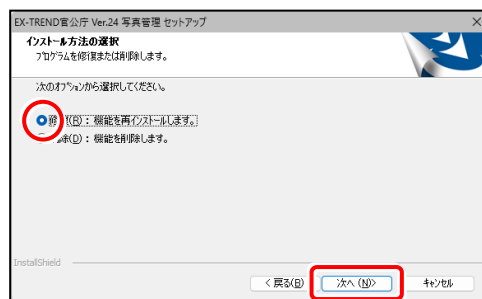 EX-TREND官公庁 Ver.24 写真管理 セットアップ
インストール方法の選択
プログラムを修復または削除します。
次のオプションから選択してください。
(R)：機能を再インストールします。
除(D)：機能を削除します。
InstallShield
< 戻る(B)
次へ (N)>
キャンセル